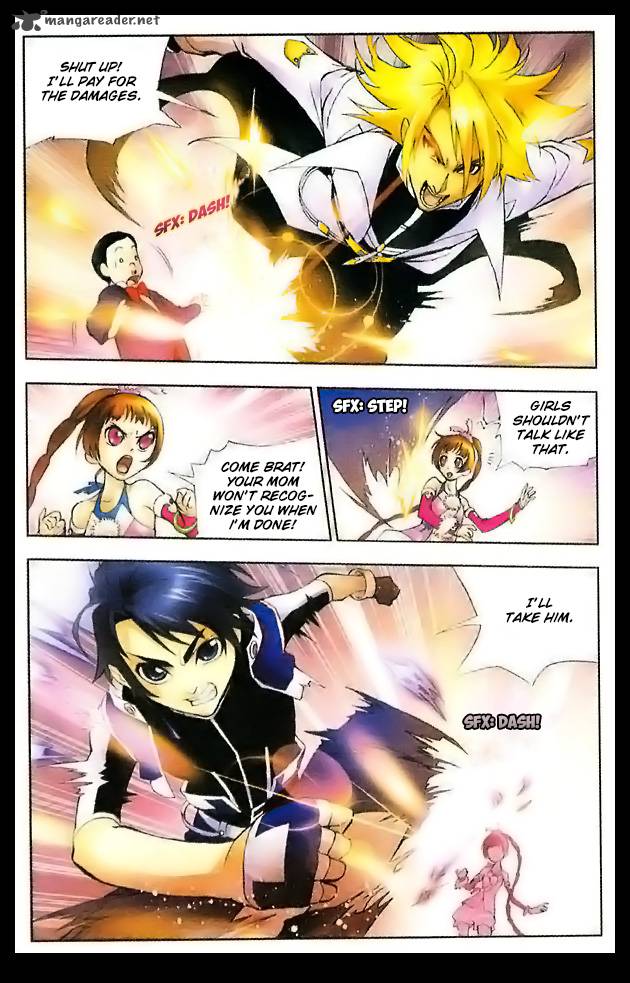 mangareader.net
SHUT UP!
I'LL PAY FOR
THE DAMAGES.
SFX: DASH!
COME BRAT!
YOUR MOM
WON'T RECOG-
NIZE YOU WHEN
I'M DONE!
SFX: STEP!
GIRLS
SHOULDN'T
TALK LIKE
THAT.
I'LL
TAKE HIM.
SFX: DASH!